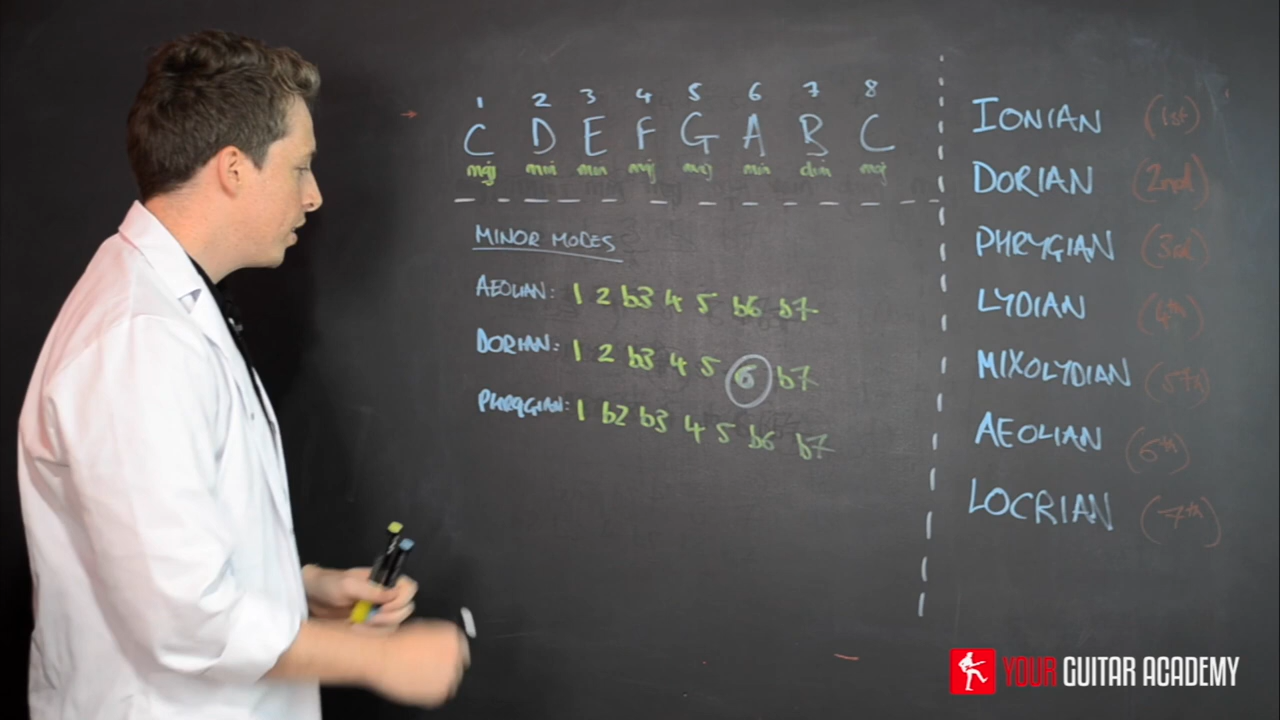 1 2 3 4 5 6 7 8
C D E F G A B C
maj min min maj maj min dim maj
MINOR MODES
AEOLIAN: 1 2 b3 4 5 b6 b7
DORIAN: 1 2 b3 4 5 6 b7
PHRYGIAN: 1 b2 b3 4 5 b6 b7
IONIAN (1st)
DORIAN (2nd)
PHRYGIAN (3rd)
LYDIAN (4th)
MIXOLYDIAN (5th)
AEOLIAN (6th)
LOCRIAN (7th)
YOUR GUITAR ACADEMY